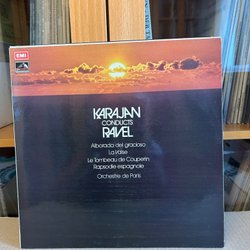 EMI
KARAJAN
CONDUCTS
RAVEL
Alborada del gracioso
La Valse
Le Tombeau de Couperin
Rapsodie espagnole
Orchestre de Paris